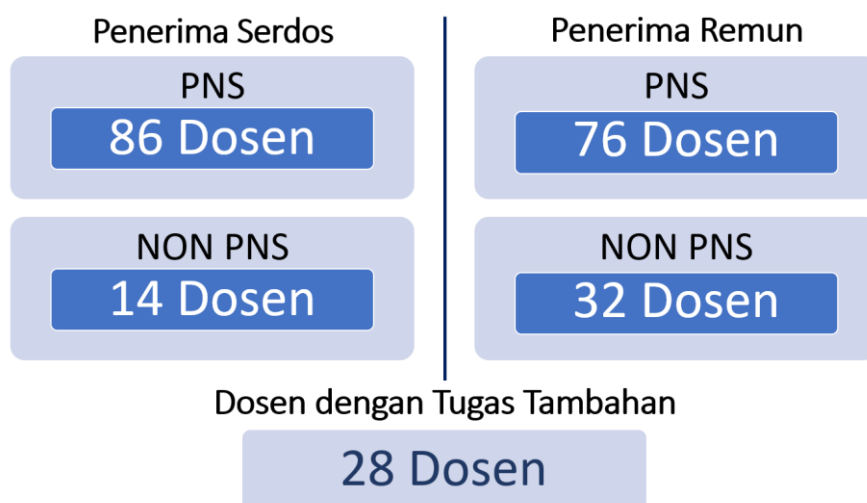 Penerima Serdos
PNS
86 Dosen
NON PNS
14 Dosen
Penerima Remun
PNS
76 Dosen
NON PNS
32 Dosen
Dosen dengan Tugas Tambahan
28 Dosen